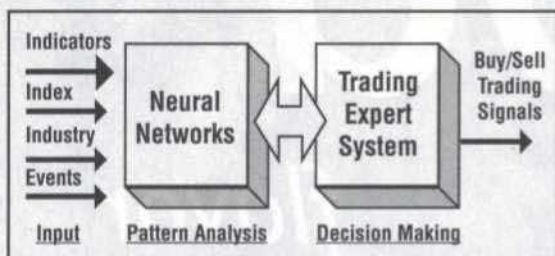 Indicators
Index
Industry
Events
Input
Neural
Networks
Pattern Analysis
Trading
Expert
System
Decision Making
Buy/Sell
Trading
Signals